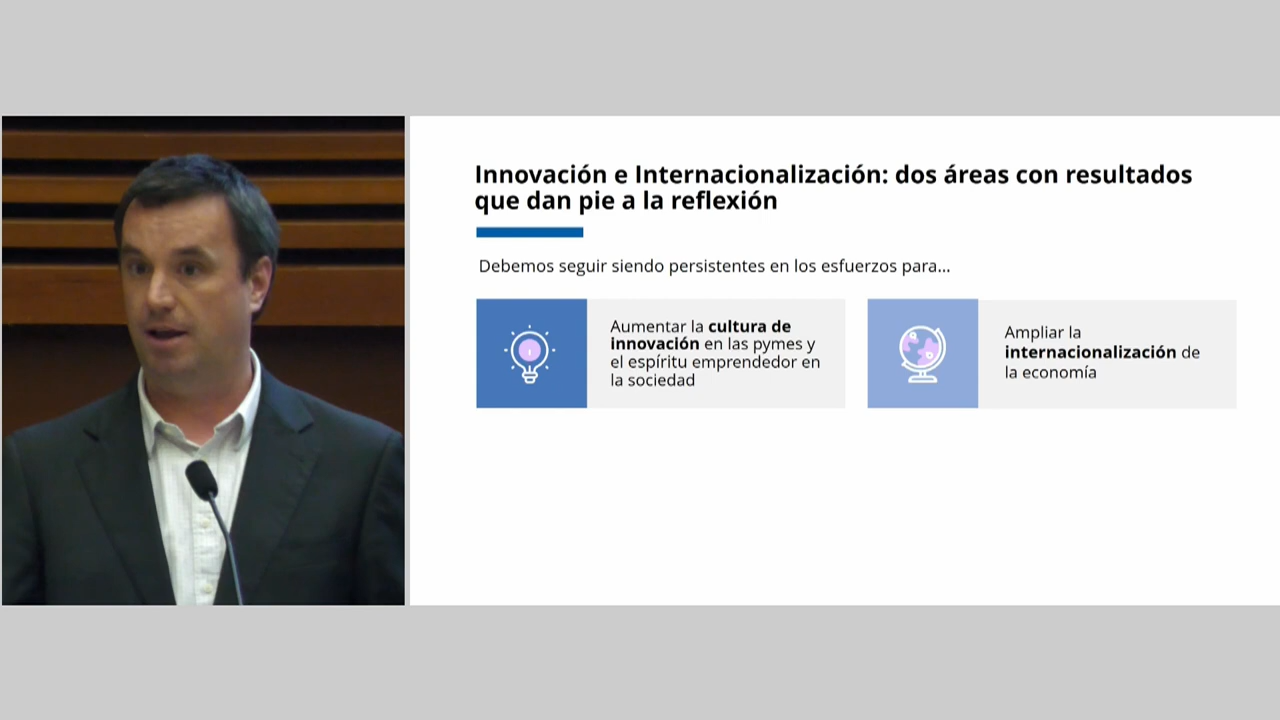 Innovación e Internacionalización: dos áreas con resultados
que dan pie a la reflexión
Debemos seguir siendo persistentes en los esfuerzos para...
Aumentar la cultura de
innovación en las pymes y
el espíritu emprendedor en
la sociedad
Ampliar la
internacionalización de
la economía